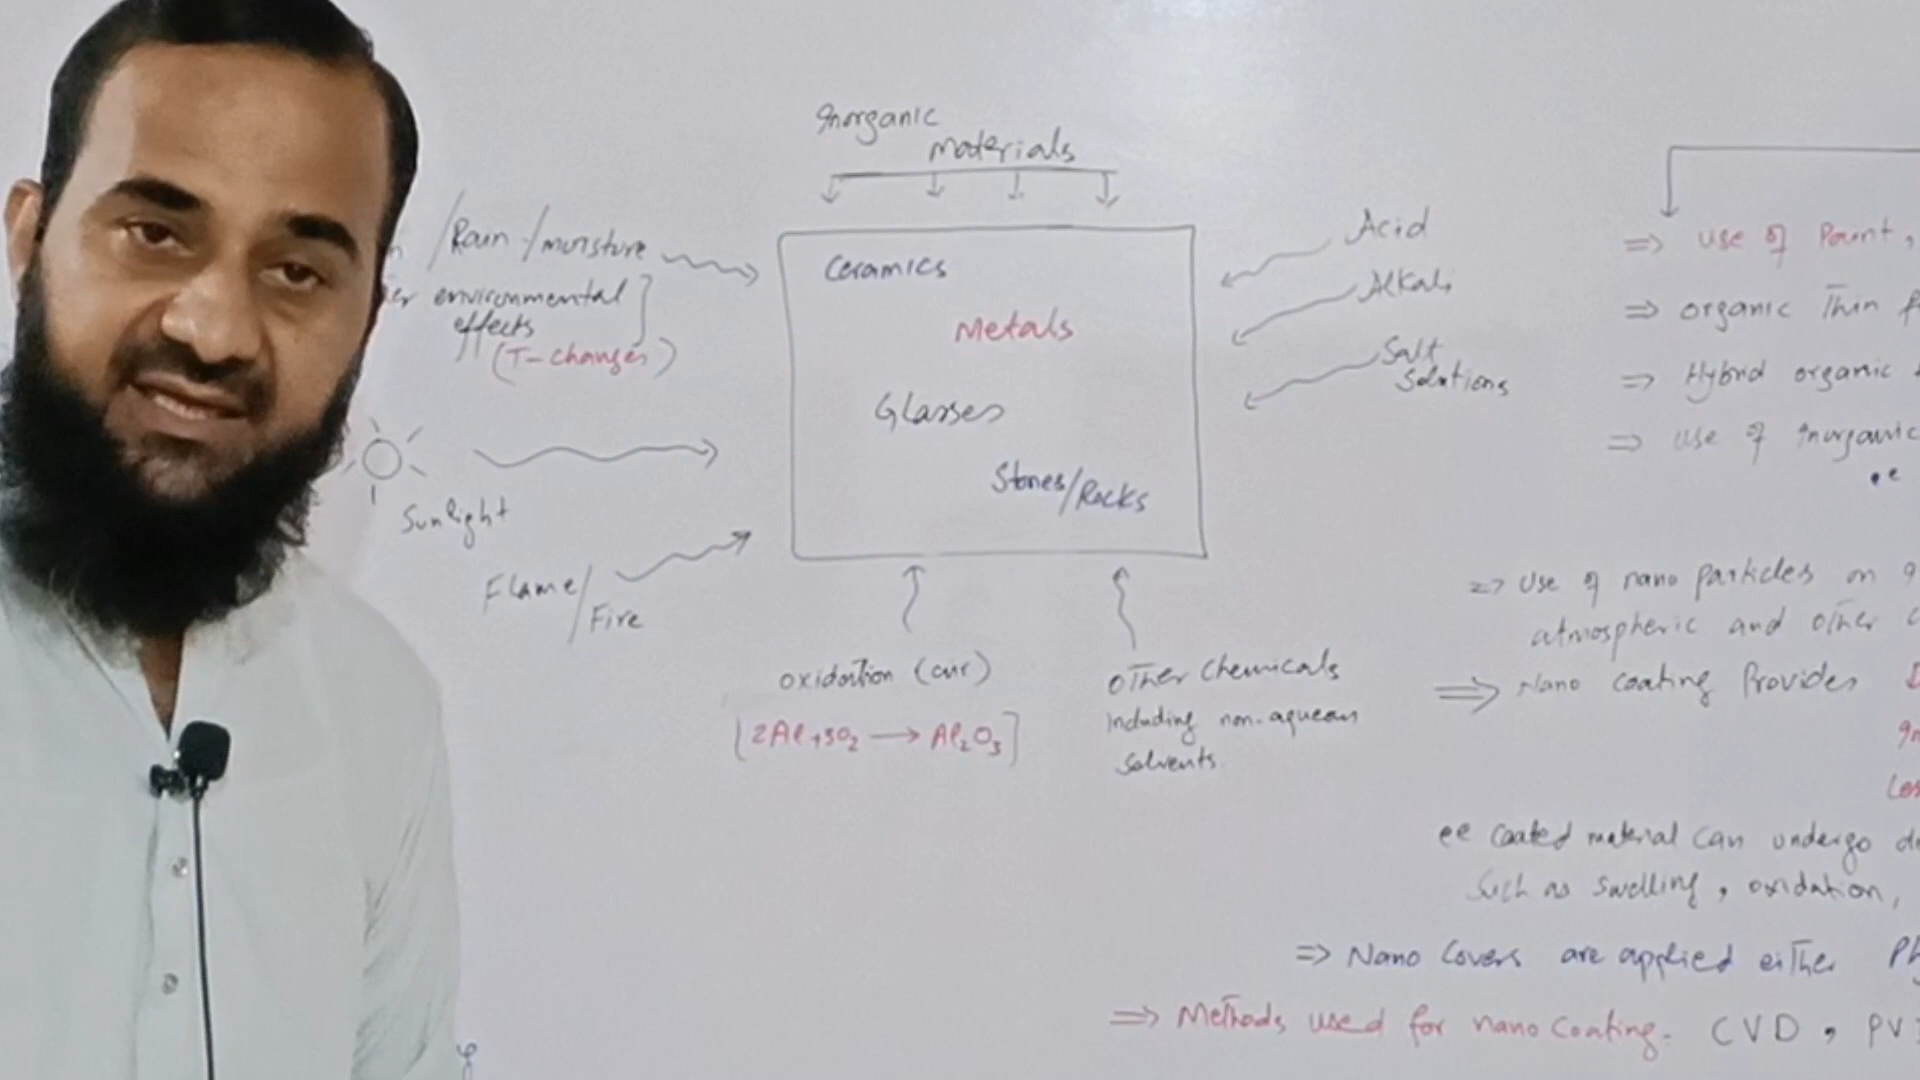 Inorganic
materials
/Rain/moisture
environmental
effects
(T-changes)
Sunlight
Flame/
Fire
Ceramics
Metals
Glasses
Stones/Rocks
Acid
Alkali
Salt
Solutions
oxidation (air)
[2Al+3O2 → Al2O3]
other Chemicals
including non-aqueous
solvents.
⇒ Use of Paint,
⇒ organic Thin
⇒ Hybrid organic
⇒ Use of inorganic
⇒ Use of nano particles on
atmospheric and other
⇒ Nano coating Provides
Coated material can undergo
Such as swelling, oxidation,
⇒ Nano Covers are applied either
⇒ Methods used for nano coating. CVD, PV